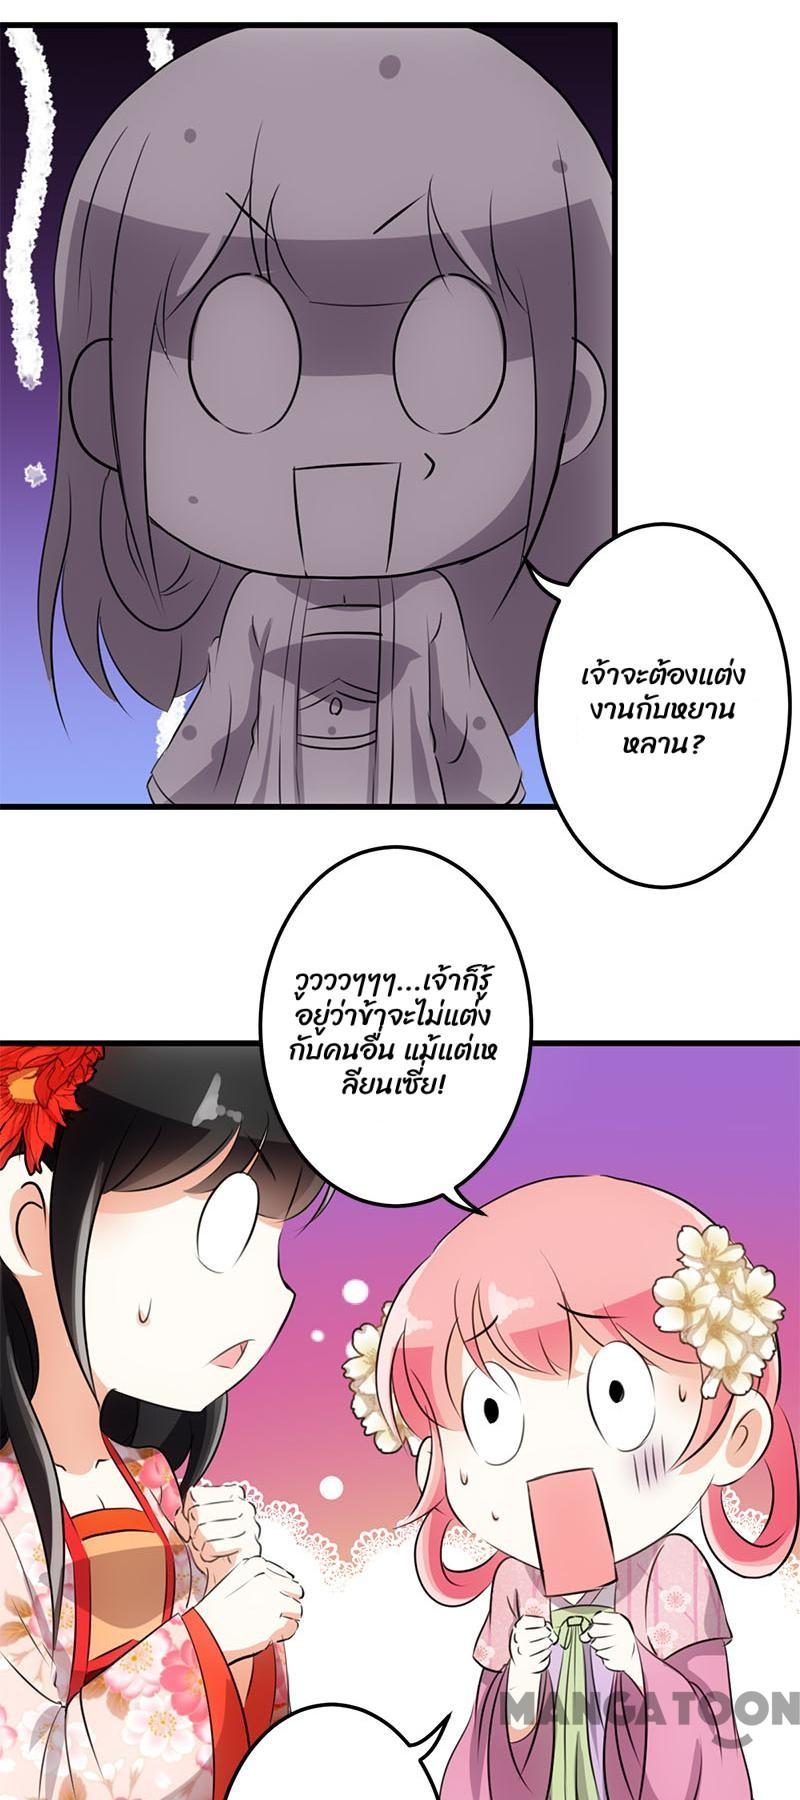 เจ้าจะต้องแต่ง
งานกับหยาน
หลาน?
วูวววๆๆๆ...เจ้าก็รู้
อยู่ว่าข้าจะไม่แต่ง
กับคนอื่น แม้แต่เห
ลียนเซี่ย!
MANGATOON